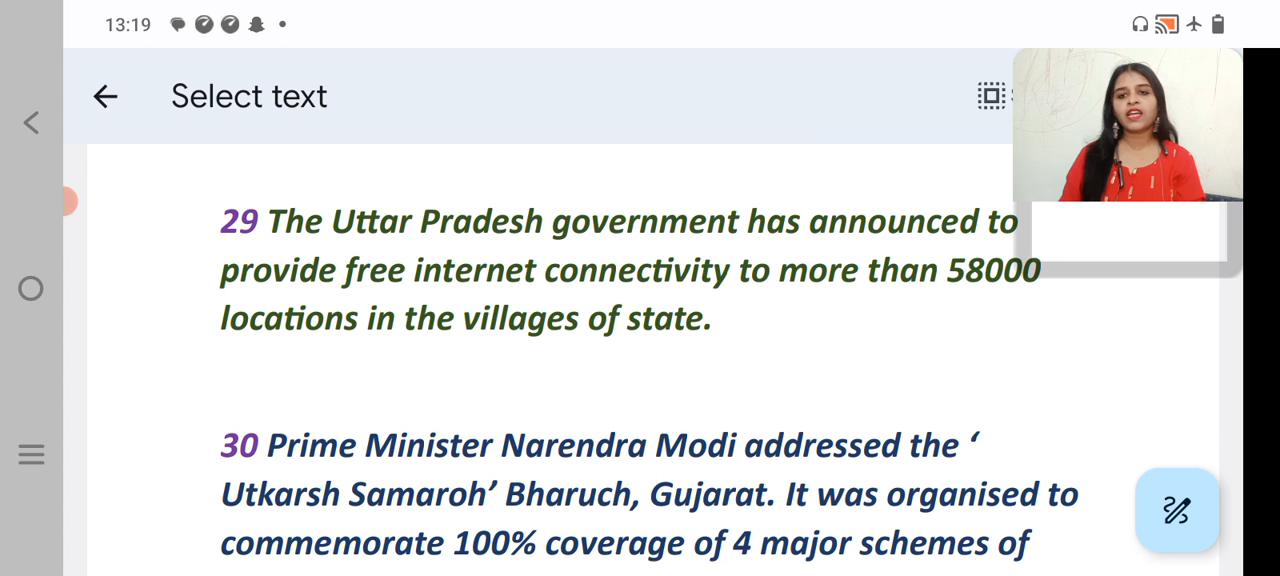 13:19
Select text
29 The Uttar Pradesh government has announced to
provide free internet connectivity to more than 58000
locations in the villages of state.
30 Prime Minister Narendra Modi addressed the ‘
Utkarsh Samaroh’ Bharuch, Gujarat. It was organised to
commemorate 100% coverage of 4 major schemes of